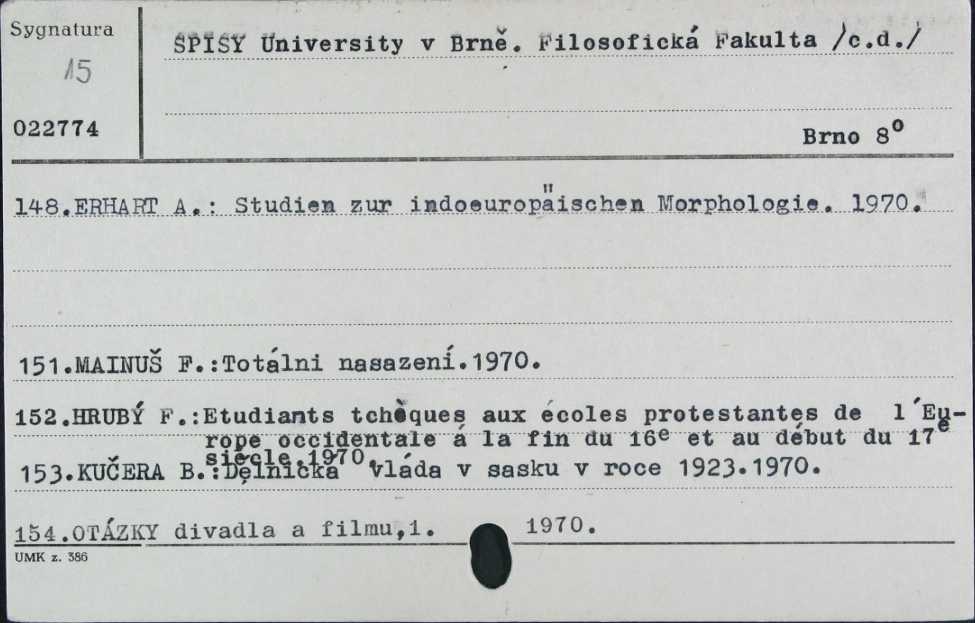 Sygnatura
SPISY University v Brně. Filosofická Fakulta /c.d./
15
022774
Brno 8º
148.ERHART A.: Studien zur indoeuropäischen Morphologie. 1970.
151.MAINUŠ F.:Totálni nasazení.1970.
152.HRUBÝ F.:Etudiants tchèques aux écoles protestantes de l´Eu-
rope occidentale á la fin du 16e et au début du 17e
siécle.1970.
153.KUČERA B.:Dělnická vláda v sasku v roce 1923.1970.
154.OTÁZKY divadla a filmu,1. 1970.
UMK z. 386